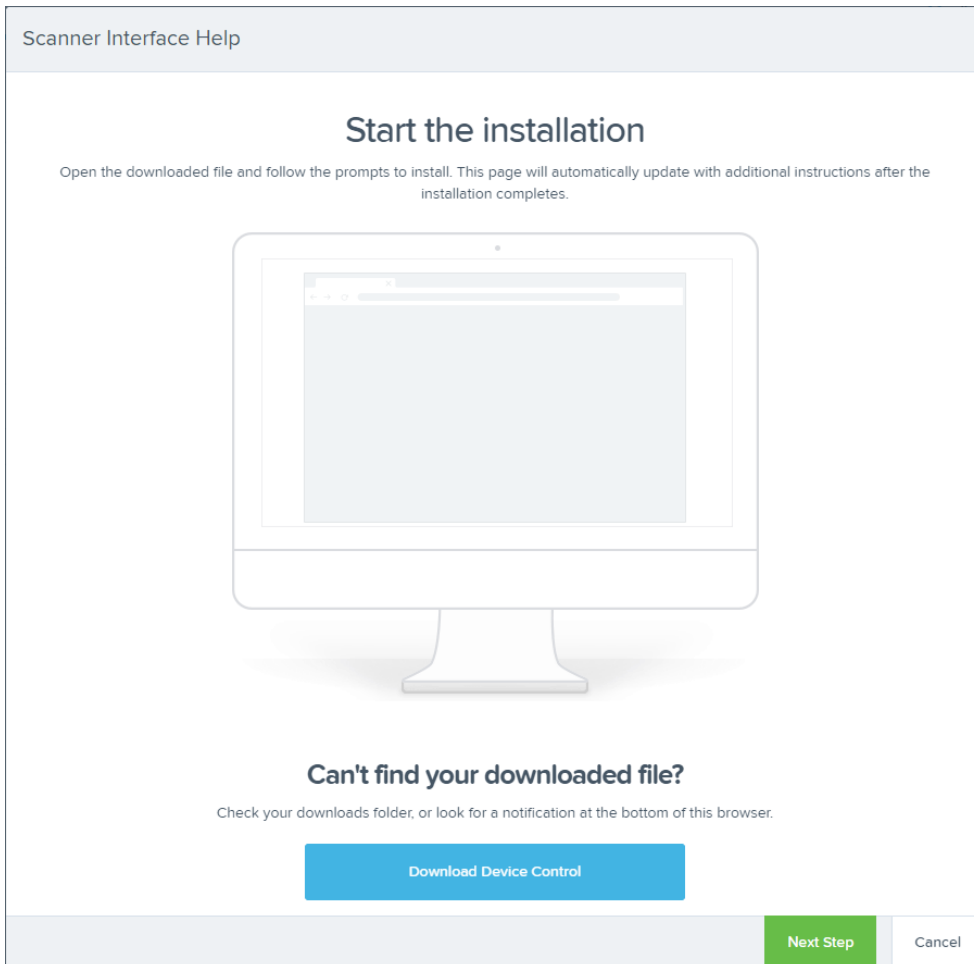 Scanner Interface Help
Start the installation
Open the downloaded file and follow the prompts to install. This page will automatically update with additional instructions after the
installation completes.
Can't find your downloaded file?
Check your downloads folder, or look for a notification at the bottom of this browser.
Download Device Control
Next Step
Cancel